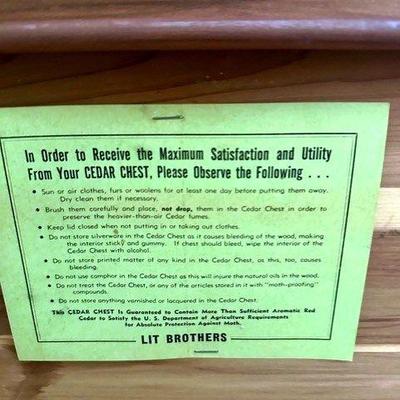 In Order to Receive the Maximum Satisfaction and Utility
From Your CEDAR CHEST, Please Observe the Following . . .
• Sun or air clothes, furs or woolens for at least one day before putting them away.
Dry clean them if necessary.
• Brush them carefully and place, not drop, them in the Cedar Chest in order to
preserve the heavier-than-air Cedar fumes.
• Keep lid closed when not putting in or taking out clothes.
• Do not store silverware in the Cedar Chest as it causes bleeding of the wood, making
the interior sticky and gummy. If chest should bleed, wipe the interior of the
Cedar Chest with alcohol.
• Do not store printed matter of any kind in the Cedar Chest, as this, too, causes
bleeding.
• Do not use camphor in the Cedar Chest as this will injure the natural oils in the wood.
• Do not treat the Cedar Chest, or any of the articles stored in it with "moth-proofing"
compounds.
• Do not store anything varnished or lacquered in the Cedar Chest.
This CEDAR CHEST Is Guaranteed to Contain More Than Sufficient Aromatic Red
Cedar to Satisfy the U. S. Department of Agriculture Requirements
for Absolute Protection Against Moth.
LIT BROTHERS